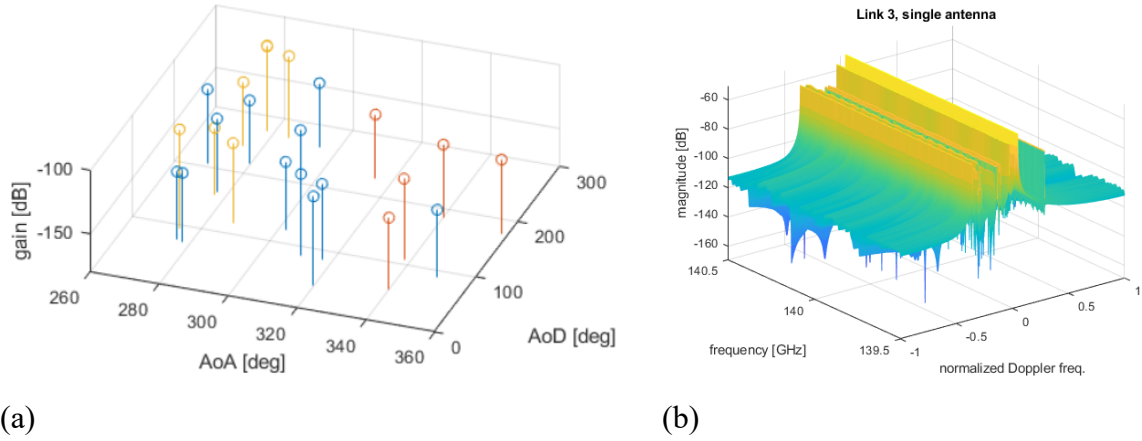 Link 3, single antenna
-100
-150
gain [dB]
260
280
300
320
340
360
AoA [deg]
0
100
200
300
AoD [deg]
-60
-80
-100
-120
-140
-160
magnitude [dB]
140.5
140
139.5
frequency [GHz]
-1
-0.5
0
0.5
1
normalized Doppler freq.
(a)
(b)